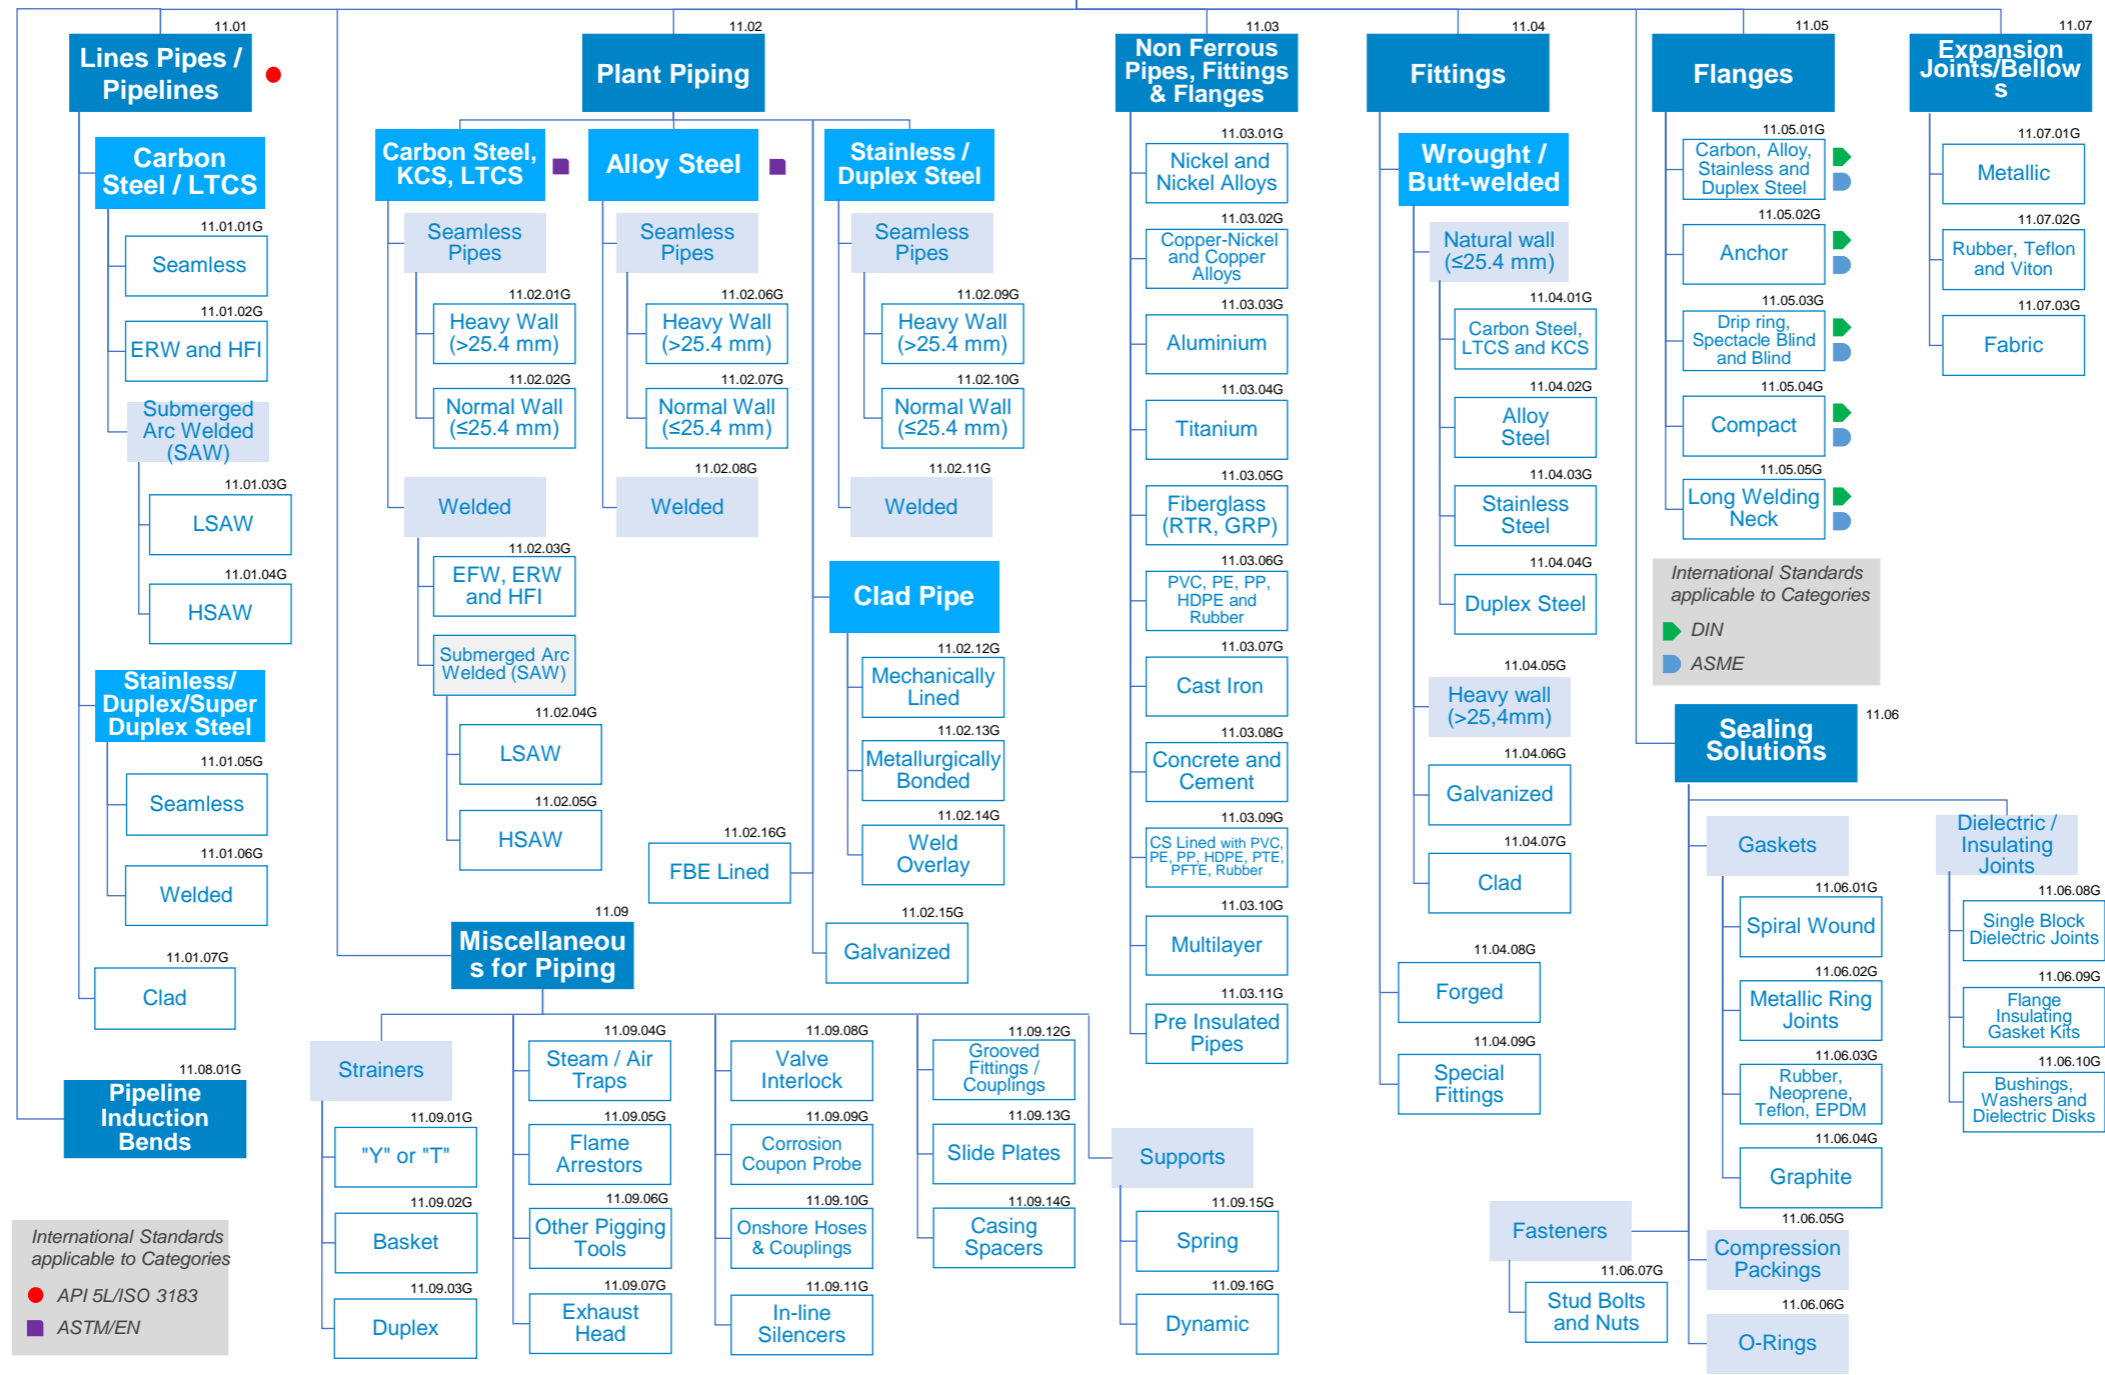 11.01
Lines Pipes /
Pipelines
Carbon
Steel / LTCS
11.01.01G
Seamless
11.01.02G
ERW and HFI
Submerged
Arc Welded
(SAW)
11.01.03G
LSAW
11.01.04G
HSAW
Stainless/
Duplex/Super
Duplex Steel
11.01.05G
Seamless
11.01.06G
Welded
11.01.07G
Clad
11.08.01G
Pipeline
Induction
Bends
International Standards
applicable to Categories
API 5L/ISO 3183
ASTM/EN
11.02
Plant Piping
Carbon Steel,
KCS, LTCS
Seamless
Pipes
11.02.01G
Heavy Wall
(>25.4 mm)
11.02.02G
Normal Wall
(≤25.4 mm)
Welded
11.02.03G
EFW, ERW
and HFI
Submerged Arc
Welded (SAW)
11.02.04G
LSAW
11.02.05G
HSAW
Alloy Steel
Seamless
Pipes
11.02.06G
Heavy Wall
(>25.4 mm)
11.02.07G
Normal Wall
(≤25.4 mm)
11.02.08G
Welded
Stainless /
Duplex Steel
Seamless
Pipes
11.02.09G
Heavy Wall
(>25.4 mm)
11.02.10G
Normal Wall
(≤25.4 mm)
11.02.11G
Welded
Clad Pipe
11.02.12G
Mechanically
Lined
11.02.13G
Metallurgically
Bonded
11.02.14G
Weld
Overlay
11.02.16G
FBE Lined
11.02.15G
Galvanized
11.09
Miscellaneou
s for Piping
Strainers
11.09.01G
"Y" or "T"
11.09.02G
Basket
11.09.03G
Duplex
11.09.04G
Steam / Air
Traps
11.09.05G
Flame
Arrestors
11.09.06G
Other Pigging
Tools
11.09.07G
Exhaust
Head
11.09.08G
Valve
Interlock
11.09.09G
Corrosion
Coupon Probe
11.09.10G
Onshore Hoses
& Couplings
11.09.11G
In-line
Silencers
11.09.12G
Grooved
Fittings /
Couplings
11.09.13G
Slide Plates
11.09.14G
Casing
Spacers
Supports
11.09.15G
Spring
11.09.16G
Dynamic
11.03
Non Ferrous
Pipes, Fittings
& Flanges
11.03.01G
Nickel and
Nickel Alloys
11.03.02G
Copper-Nickel
and Copper
Alloys
11.03.03G
Aluminium
11.03.04G
Titanium
11.03.05G
Fiberglass
(RTR, GRP)
11.03.06G
PVC, PE, PP,
HDPE and
Rubber
11.03.07G
Cast Iron
11.03.08G
Concrete and
Cement
11.03.09G
CS Lined with PVC,
PE, PP, HDPE, PTE,
PFTE, Rubber
11.03.10G
Multilayer
11.03.11G
Pre Insulated
Pipes
11.04
Fittings
Wrought /
Butt-welded
Natural wall
(≤25.4 mm)
11.04.01G
Carbon Steel,
LTCS and KCS
11.04.02G
Alloy
Steel
11.04.03G
Stainless
Steel
11.04.04G
Duplex Steel
11.04.05G
Heavy wall
(>25,4mm)
11.04.06G
Galvanized
11.04.07G
Clad
11.04.08G
Forged
11.04.09G
Special
Fittings
11.05
Flanges
11.05.01G
Carbon, Alloy,
Stainless and
Duplex Steel
11.05.02G
Anchor
11.05.03G
Drip ring,
Spectacle Blind
and Blind
11.05.04G
Compact
11.05.05G
Long Welding
Neck
International Standards
applicable to Categories
DIN
ASME
11.06
Sealing
Solutions
Gaskets
11.06.01G
Spiral Wound
11.06.02G
Metallic Ring
Joints
11.06.03G
Rubber,
Neoprene,
Teflon, EPDM
11.06.04G
Graphite
11.06.05G
Compression
Packings
11.06.06G
O-Rings
Fasteners
11.06.07G
Stud Bolts
and Nuts
Dielectric /
Insulating
Joints
11.06.08G
Single Block
Dielectric Joints
11.06.09G
Flange
Insulating
Gasket Kits
11.06.10G
Bushings,
Washers and
Dielectric Disks
11.07
Expansion
Joints/Bellow
s
11.07.01G
Metallic
11.07.02G
Rubber, Teflon
and Viton
11.07.03G
Fabric